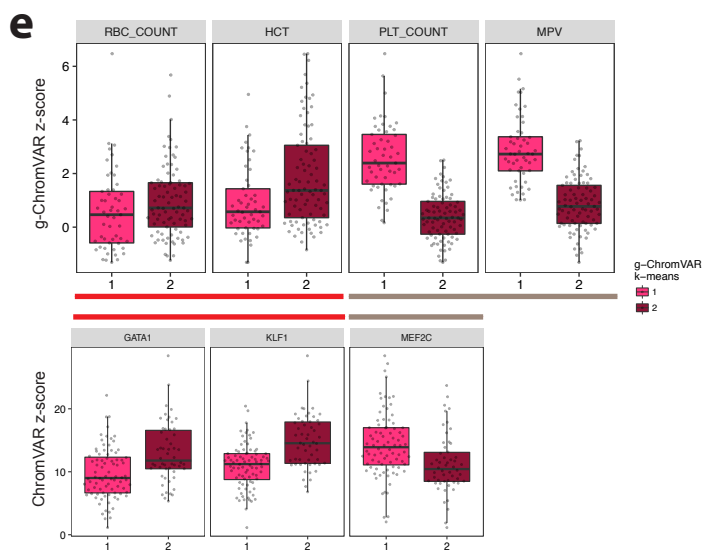 e
RBC_COUNT HCT PLT_COUNT MPV
g-ChromVAR z-score
6
4
2
0
1 2 1 2 1 2 1 2
g-ChromVAR
k-means
1
2
GATA1 KLF1 MEF2C
ChromVAR z-score
20
10
0
1 2 1 2 1 2